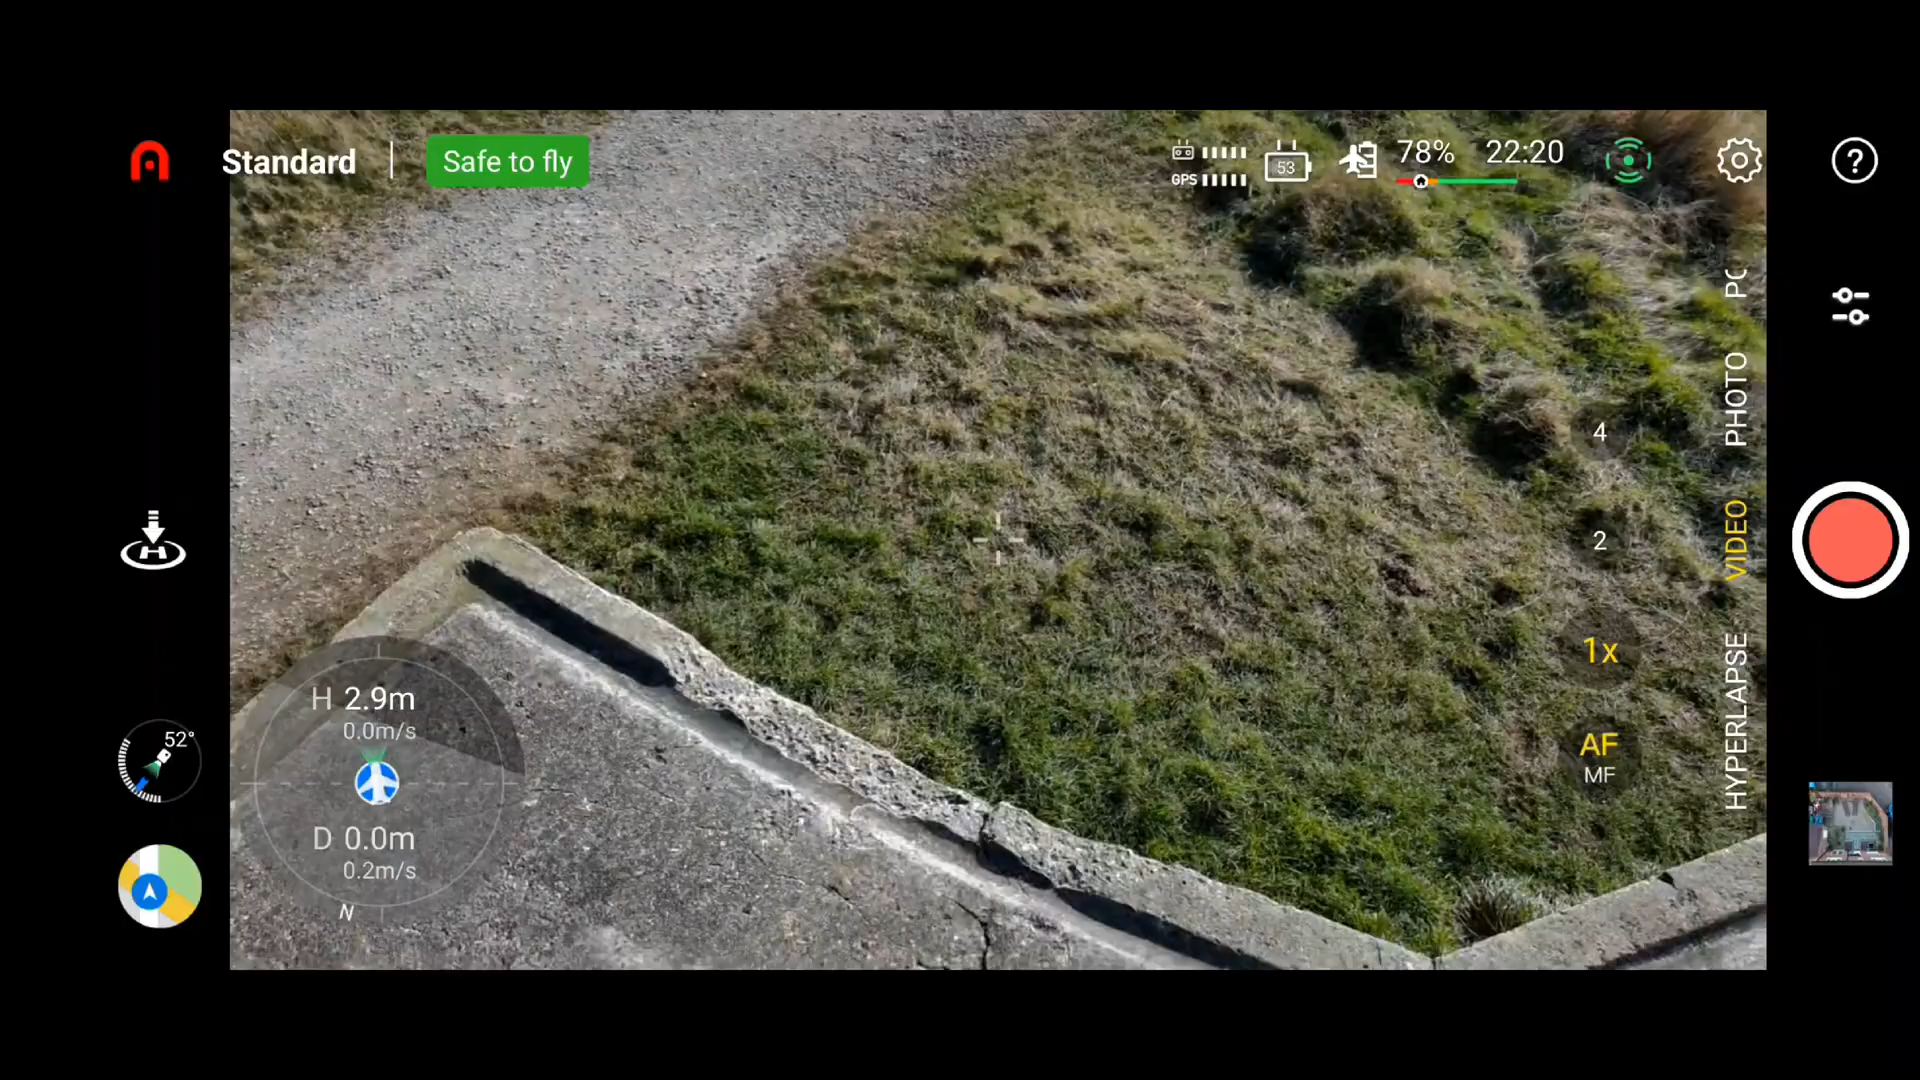 Standard
Safe to fly
GPS
53
78%
22:20
?
PHOTO
VIDEO
HYPERLAPSE
4
2
1x
AF
MF
52°
H 2.9m
0.0m/s
D 0.0m
0.2m/s
N
H